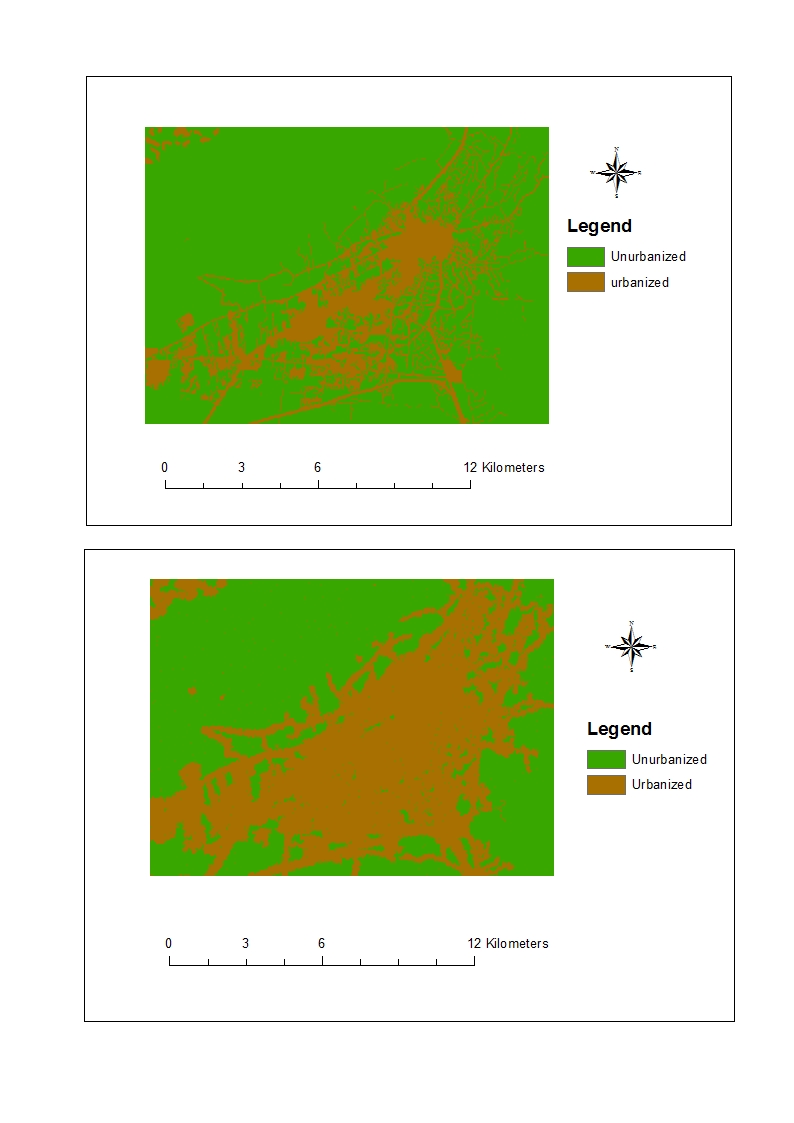 N
W E
S
Legend
Unurbanized
urbanized
0 3 6 12 Kilometers
N
W E
S
Legend
Unurbanized
Urbanized
0 3 6 12 Kilometers